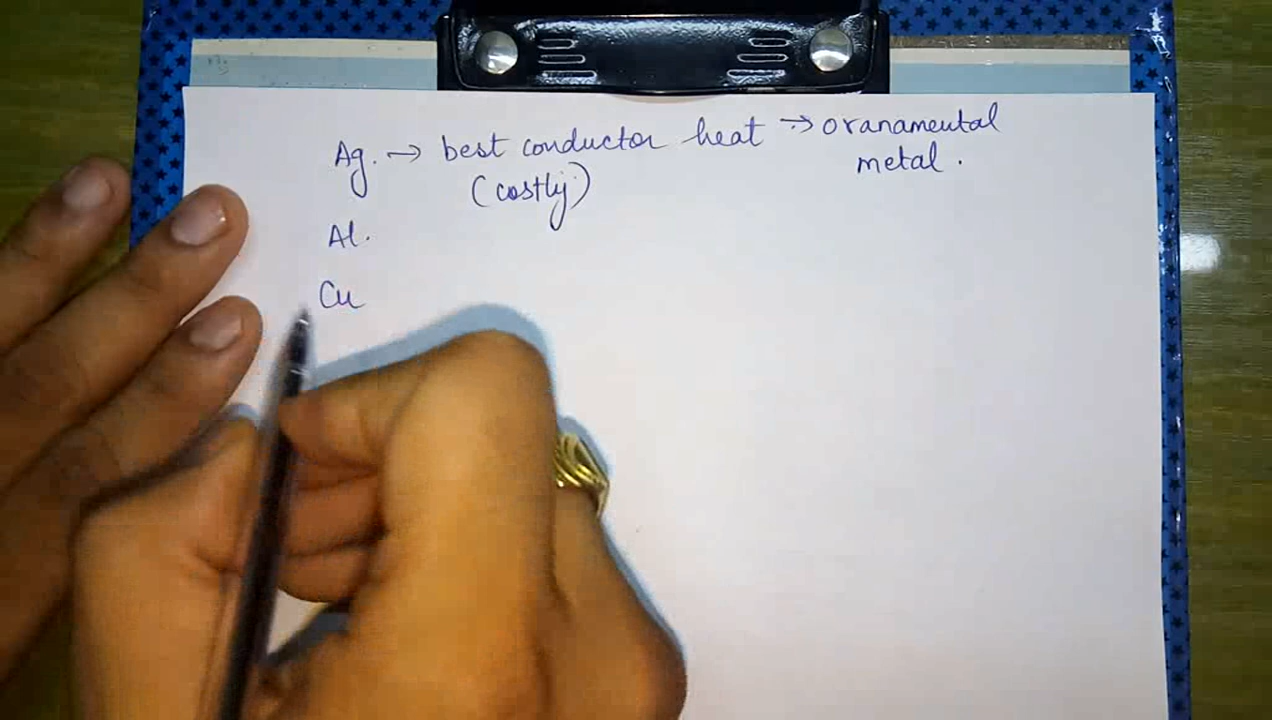 Ag. → best conductor heat → oranamental
metal.
(costly)
Al.
Cu